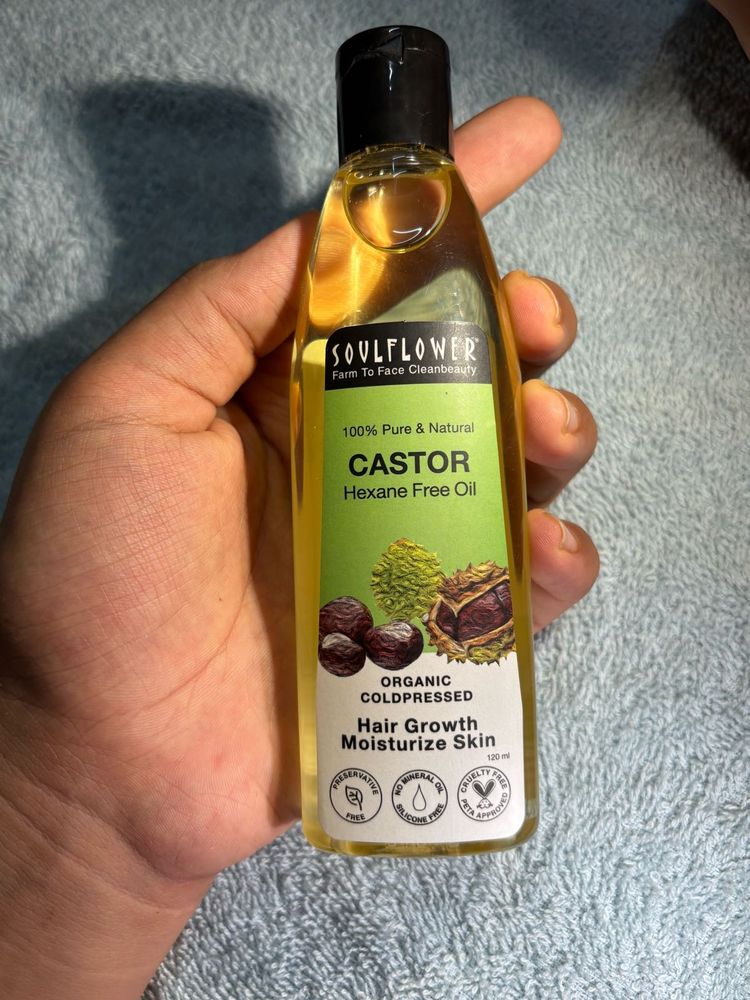 SOULFLOWER®
Farm To Face Cleanbeauty
100% Pure & Natural
CASTOR
Hexane Free Oil
ORGANIC
COLDPRESSED
Hair Growth
Moisturize Skin
120 ml
PRESERVATIVE
FREE
NO MINERAL OIL
SILICONE FREE
CRUELTY FREE
PETA APPROVED